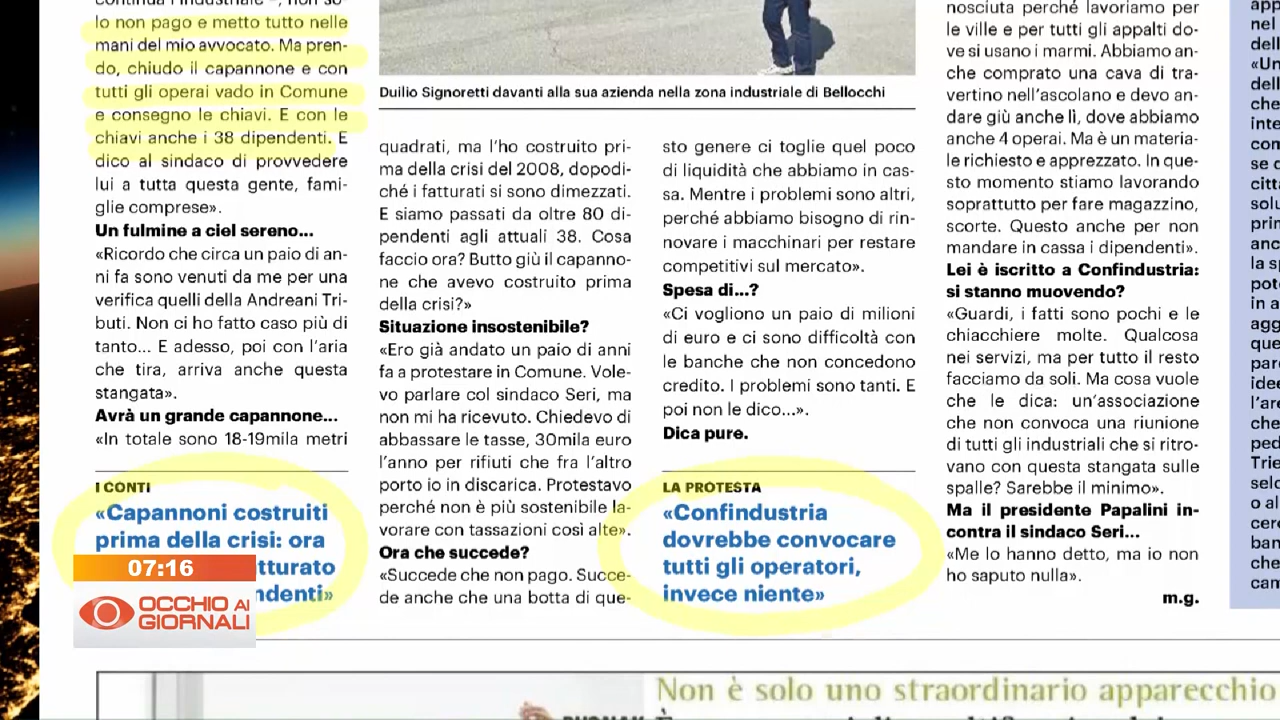 lo non pago e metto tutto nelle
mani del mio avvocato. Ma pren-
do, chiudo il capannone e con
tutti gli operai vado in Comune
e consegno le chiavi. E con le
chiavi anche i 38 dipendenti. E
dico al sindaco di provvedere
lui a tutta questa gente, fami-
glie comprese».
Un fulmine a ciel sereno...
«Ricordo che circa un paio di an-
ni fa sono venuti da me per una
verifica quelli della Andreani Tri-
buti. Non ci ho fatto caso più di
tanto... E adesso, poi con l'aria
che tira, arriva anche questa
stangata».
Avrà un grande capannone...
«In totale sono 18-19mila metri
I CONTI
«Capannoni costruiti
prima della crisi: ora
07:16
OCCHIO AI
GIORNALI
Duilio Signoretti davanti alla sua azienda nella zona industriale di Bellocchi
quadrati, ma l'ho costruito pri-
ma della crisi del 2008, dopodi-
ché i fatturati si sono dimezzati.
E siamo passati da oltre 80 di-
pendenti agli attuali 38. Cosa
faccio ora? Butto giù il capanno-
ne che avevo costruito prima
della crisi?»
Situazione insostenibile?
«Ero già andato un paio di anni
fa a protestare in Comune. Vole-
vo parlare col sindaco Seri, ma
non mi ha ricevuto. Chiedevo di
abbassare le tasse, 30mila euro
l'anno per rifiuti che fra l'altro
porto io in discarica. Protestavo
perché non è più sostenibile la-
vorare con tassazioni così alte».
Ora che succede?
«Succede che non pago. Succe-
de anche che una botta di que-
sto genere ci toglie quel poco
di liquidità che abbiamo in cas-
sa. Mentre i problemi sono altri,
perché abbiamo bisogno di rin-
novare i macchinari per restare
competitivi sul mercato».
Spesa di...?
«Ci vogliono un paio di milioni
di euro e ci sono difficoltà con
le banche che non concedono
credito. I problemi sono tanti. E
poi non le dico...».
Dica pure.
LA PROTESTA
«Confindustria
dovrebbe convocare
tutti gli operatori,
invece niente»
nosciuta perché lavoriamo per
le ville e per tutti gli appalti do-
ve si usano i marmi. Abbiamo an-
che comprato una cava di tra-
vertino nell'ascolano e devo an-
dare giù anche lì, dove abbiamo
anche 4 operai. Ma è un materia-
le richiesto e apprezzato. In que-
sto momento stiamo lavorando
soprattutto per fare magazzino,
scorte. Questo anche per non
mandare in cassa i dipendenti».
Lei è iscritto a Confindustria:
si stanno muovendo?
«Guardi, i fatti sono pochi e le
chiacchiere molte. Qualcosa
nei servizi, ma per tutto il resto
facciamo da soli. Ma cosa vuole
che le dica: un'associazione
che non convoca una riunione
di tutti gli industriali che si ritro-
vano con questa stangata sulle
spalle? Sarebbe il minimo».
Ma il presidente Papalini in-
contra il sindaco Seri...
«Me lo hanno detto, ma io non
ho saputo nulla».
m.g.
Non è solo uno straordinario apparecchio